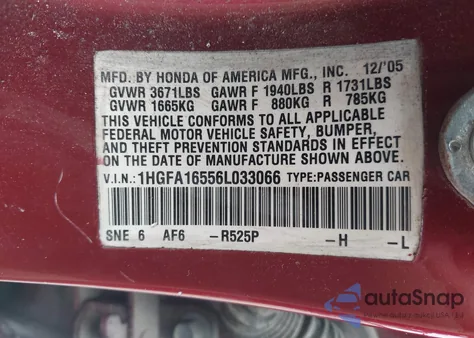 MFD. BY HONDA OF AMERICA MFG., INC. 12/'05
GVWR 3671LBS GAWR F 1940LBS R 1731LBS
GVWR 1665KG GAWR F 880KG R 785KG
THIS VEHICLE CONFORMS TO ALL APPLICABLE
FEDERAL MOTOR VEHICLE SAFETY, BUMPER,
AND THEFT PREVENTION STANDARDS IN EFFECT
ON THE DATE OF MANUFACTURE SHOWN ABOVE.
V.I.N.: 1HGFA16556L033066 TYPE: PASSENGER CAR
SNE 6 AF6 -R525P -H -L
autoSnap